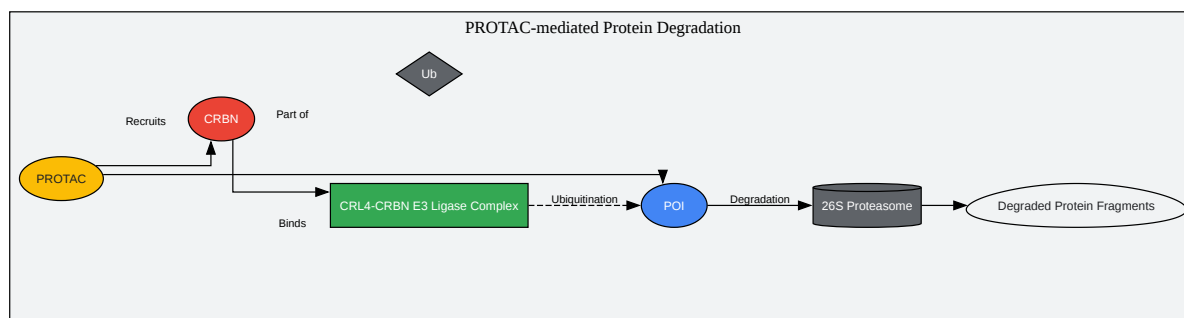 PROTAC-mediated Protein Degradation
Ub
CRBN
Part of
Recruits
PROTAC
CRL4-CRBN E3 Ligase Complex
Ubiquitination
POI
Degradation
26S Proteasome
Degraded Protein Fragments
Binds